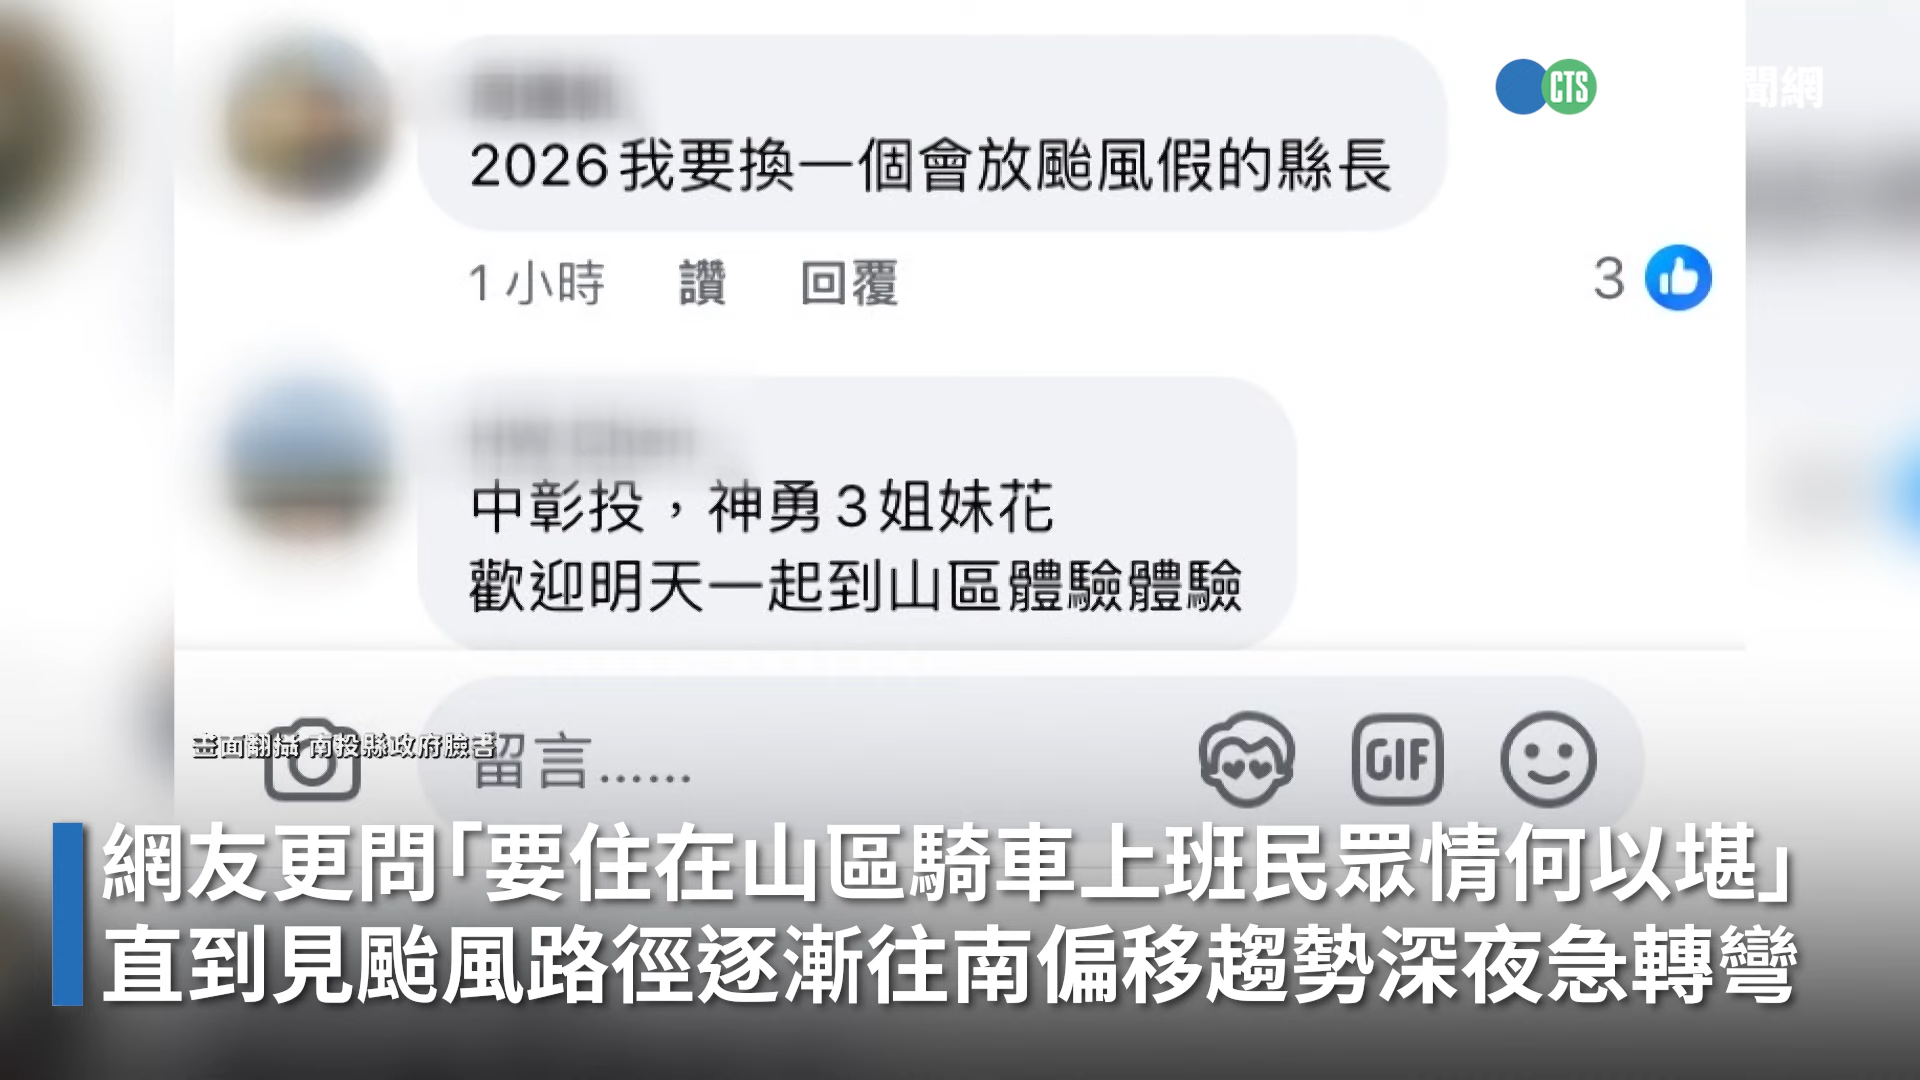 CTS
聞網
2026我要換一個會放颱風假的縣長
1小時 讚 回覆
3
中彰投，神勇3姐妹花
歡迎明天一起到山區體驗體驗
畫面翻攝 南投縣政府臉書
留言......
GIF
網友更問「要住在山區騎車上班民眾情何以堪」
直到見颱風路徑逐漸往南偏移趨勢深夜急轉彎